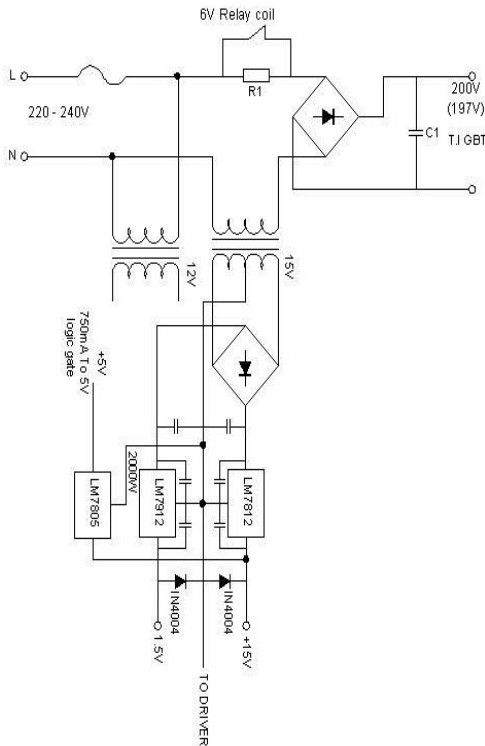 6V Relay coil
L
R1
220 - 240V
200V
(197V)
C1
T.I GBT
N
12V
15V
+5V
750mA To 5V
logic gate
LM7805
2000W
LM7912
LM7812
IN4004
IN4004
1.5V
+15V
TO DRIVER